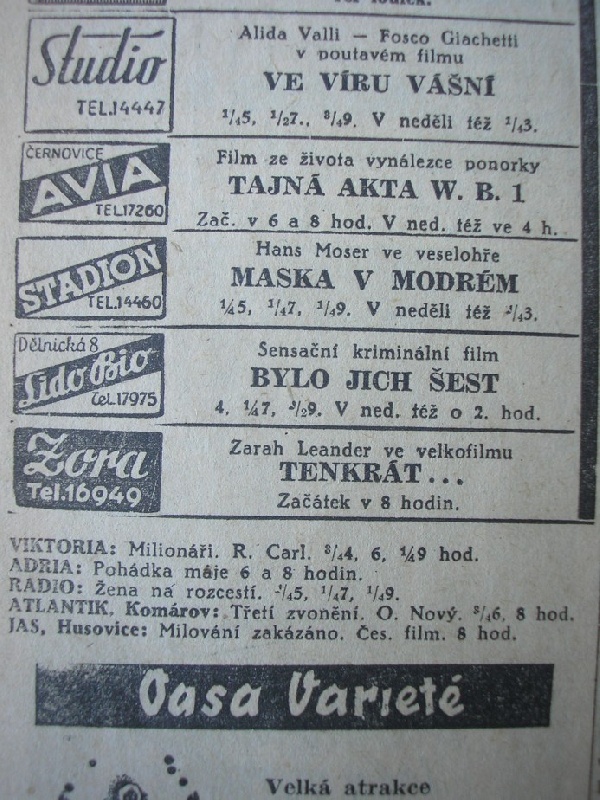 Studio
TEL.14447
Alida Valli — Fosco Giachetti
v poutavém filmu
VE VÍRU VÁŠNÍ
¹/₄5, ¹/₂7., ³/₄9. V neděli též ¹/₄3.
ČERNOVICE
AVIA
TEL.17260
Film ze života vynálezce ponorky
TAJNÁ AKTA W. B. 1
Zač. v 6 a 8 hod. V ned. též ve 4 h.
STADION
TEL.14460
Hans Moser ve veselohře
MASKA V MODRÉM
¼5, ¹/₄7, ¹/₄9. V neděli též
Dělnická 8
Lido Bio
Tel.17975
Sensační kriminální film
BYLO JICH ŠEST
4, ¹/₄7, ¹/₂9. V ned. též o 2. hod.
Zora
Tel.16949
Zarah Leander ve velkofilmu
TENKRÁT...
Začátek v 8 hodin.
VIKTORIA: Milionáři. R. Carl. ³/₄4, 6, ¼9 hod.
ADRIA: Pohádka máje 6 a 8 hodin.
RADIO: Žena na rozcestí. ¹/₄7, ¹/₄9.
ATLANTIK, Komárov: Třetí zvonění. O. Nový. ³/₄6, 8 hod.
JAS, Husovice: Milování zakázáno. Čes. film. 8 hod.
Vasa Varieté
Velká atrakce